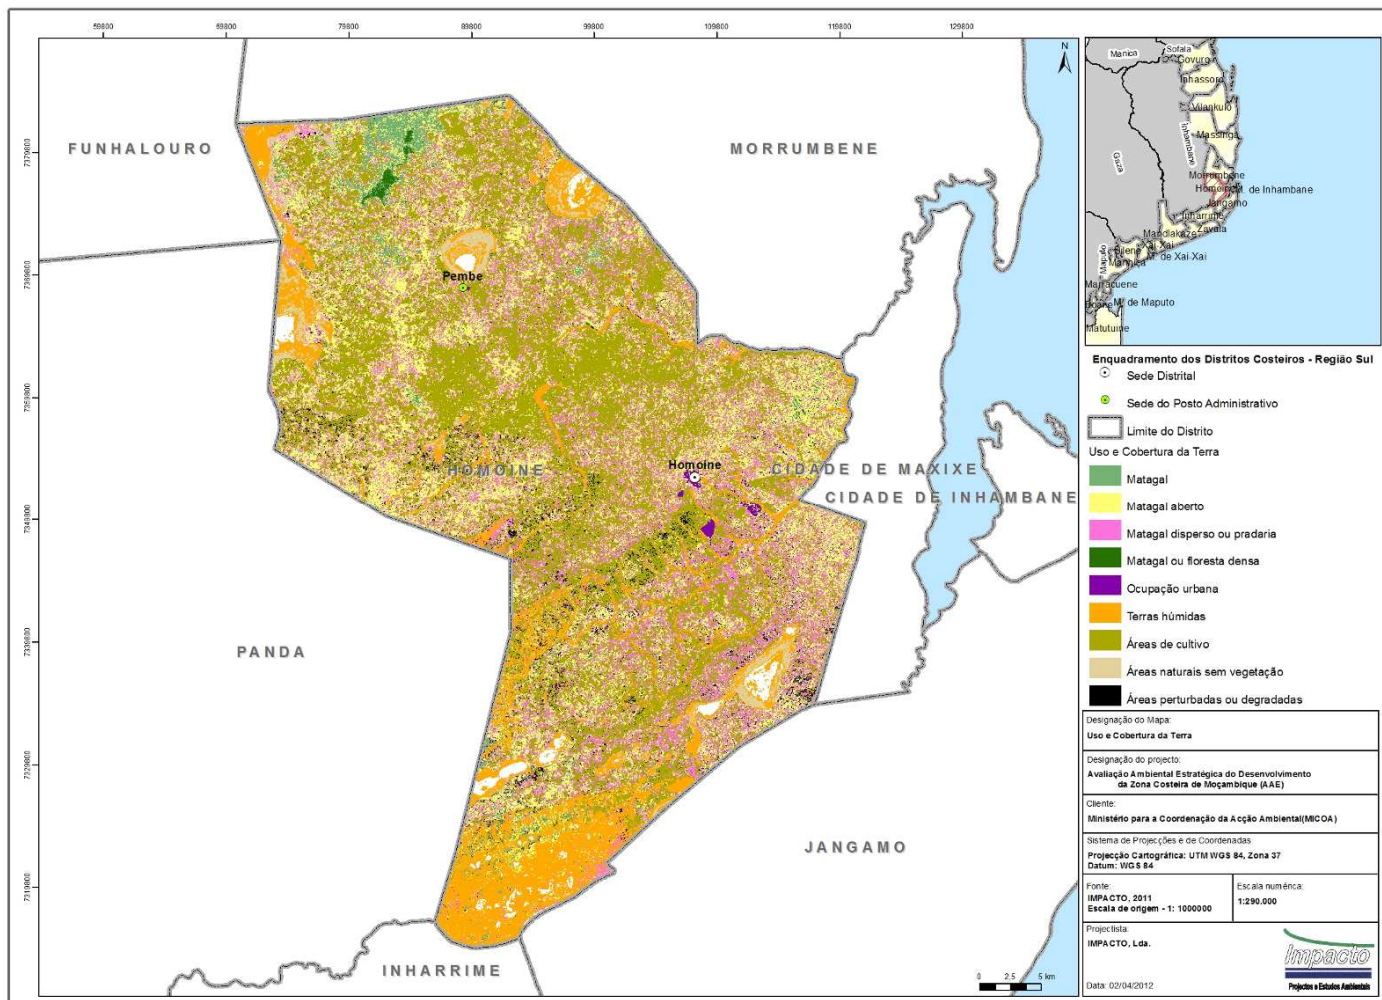 59800 69800 79800 89800 99800 109800 119800 129800
7379800
7369800
7359800
7349800
7339800
7329800
7319800
N
FUNHALOURO
MORRUMBENE
Pembe
HOMOINE
Homoine
CIDADE DE MAXIXE
CIDADE DE INHAMBANE
PANDA
JANGAMO
INHARRIME
0 2,5 5 km
Manica
Sofala
Govuro
Inhassoro
Vilankulo
Massinga
Inhambane
Gaza
Morrumbene
Homoine
M. de Inhambane
Jangamo
Inharrime
Zavala
Mandlakaze
Xai-Xai
Bilene
M. de Xai-Xai
Manhiça
Maputo
Marracuene
M. de Maputo
Boane
Matutuine
Enquadramento dos Distritos Costeiros - Região Sul
Sede Distrital
Sede do Posto Administrativo
Limite do Distrito
Uso e Cobertura da Terra
Matagal
Matagal aberto
Matagal disperso ou pradaria
Matagal ou floresta densa
Ocupação urbana
Terras húmidas
Áreas de cultivo
Áreas naturais sem vegetação
Áreas perturbadas ou degradadas
Designação do Mapa:
Uso e Cobertura da Terra
Designação do projecto:
Avaliação Ambiental Estratégica do Desenvolvimento
da Zona Costeira de Moçambique (AAE)
Cliente:
Ministério para a Coordenação da Acção Ambiental(MICOA)
Sistema de Projecções e de Coordenadas
Projecção Cartográfica: UTM WGS 84, Zona 37
Datum: WGS 84
Fonte:
IMPACTO, 2011
Escala de origem - 1: 1000000
Escala numérica:
1:290.000
Projectista:
IMPACTO, Lda.
Data: 02/04/2012
Impacto
Projectos e Estudos Ambientais